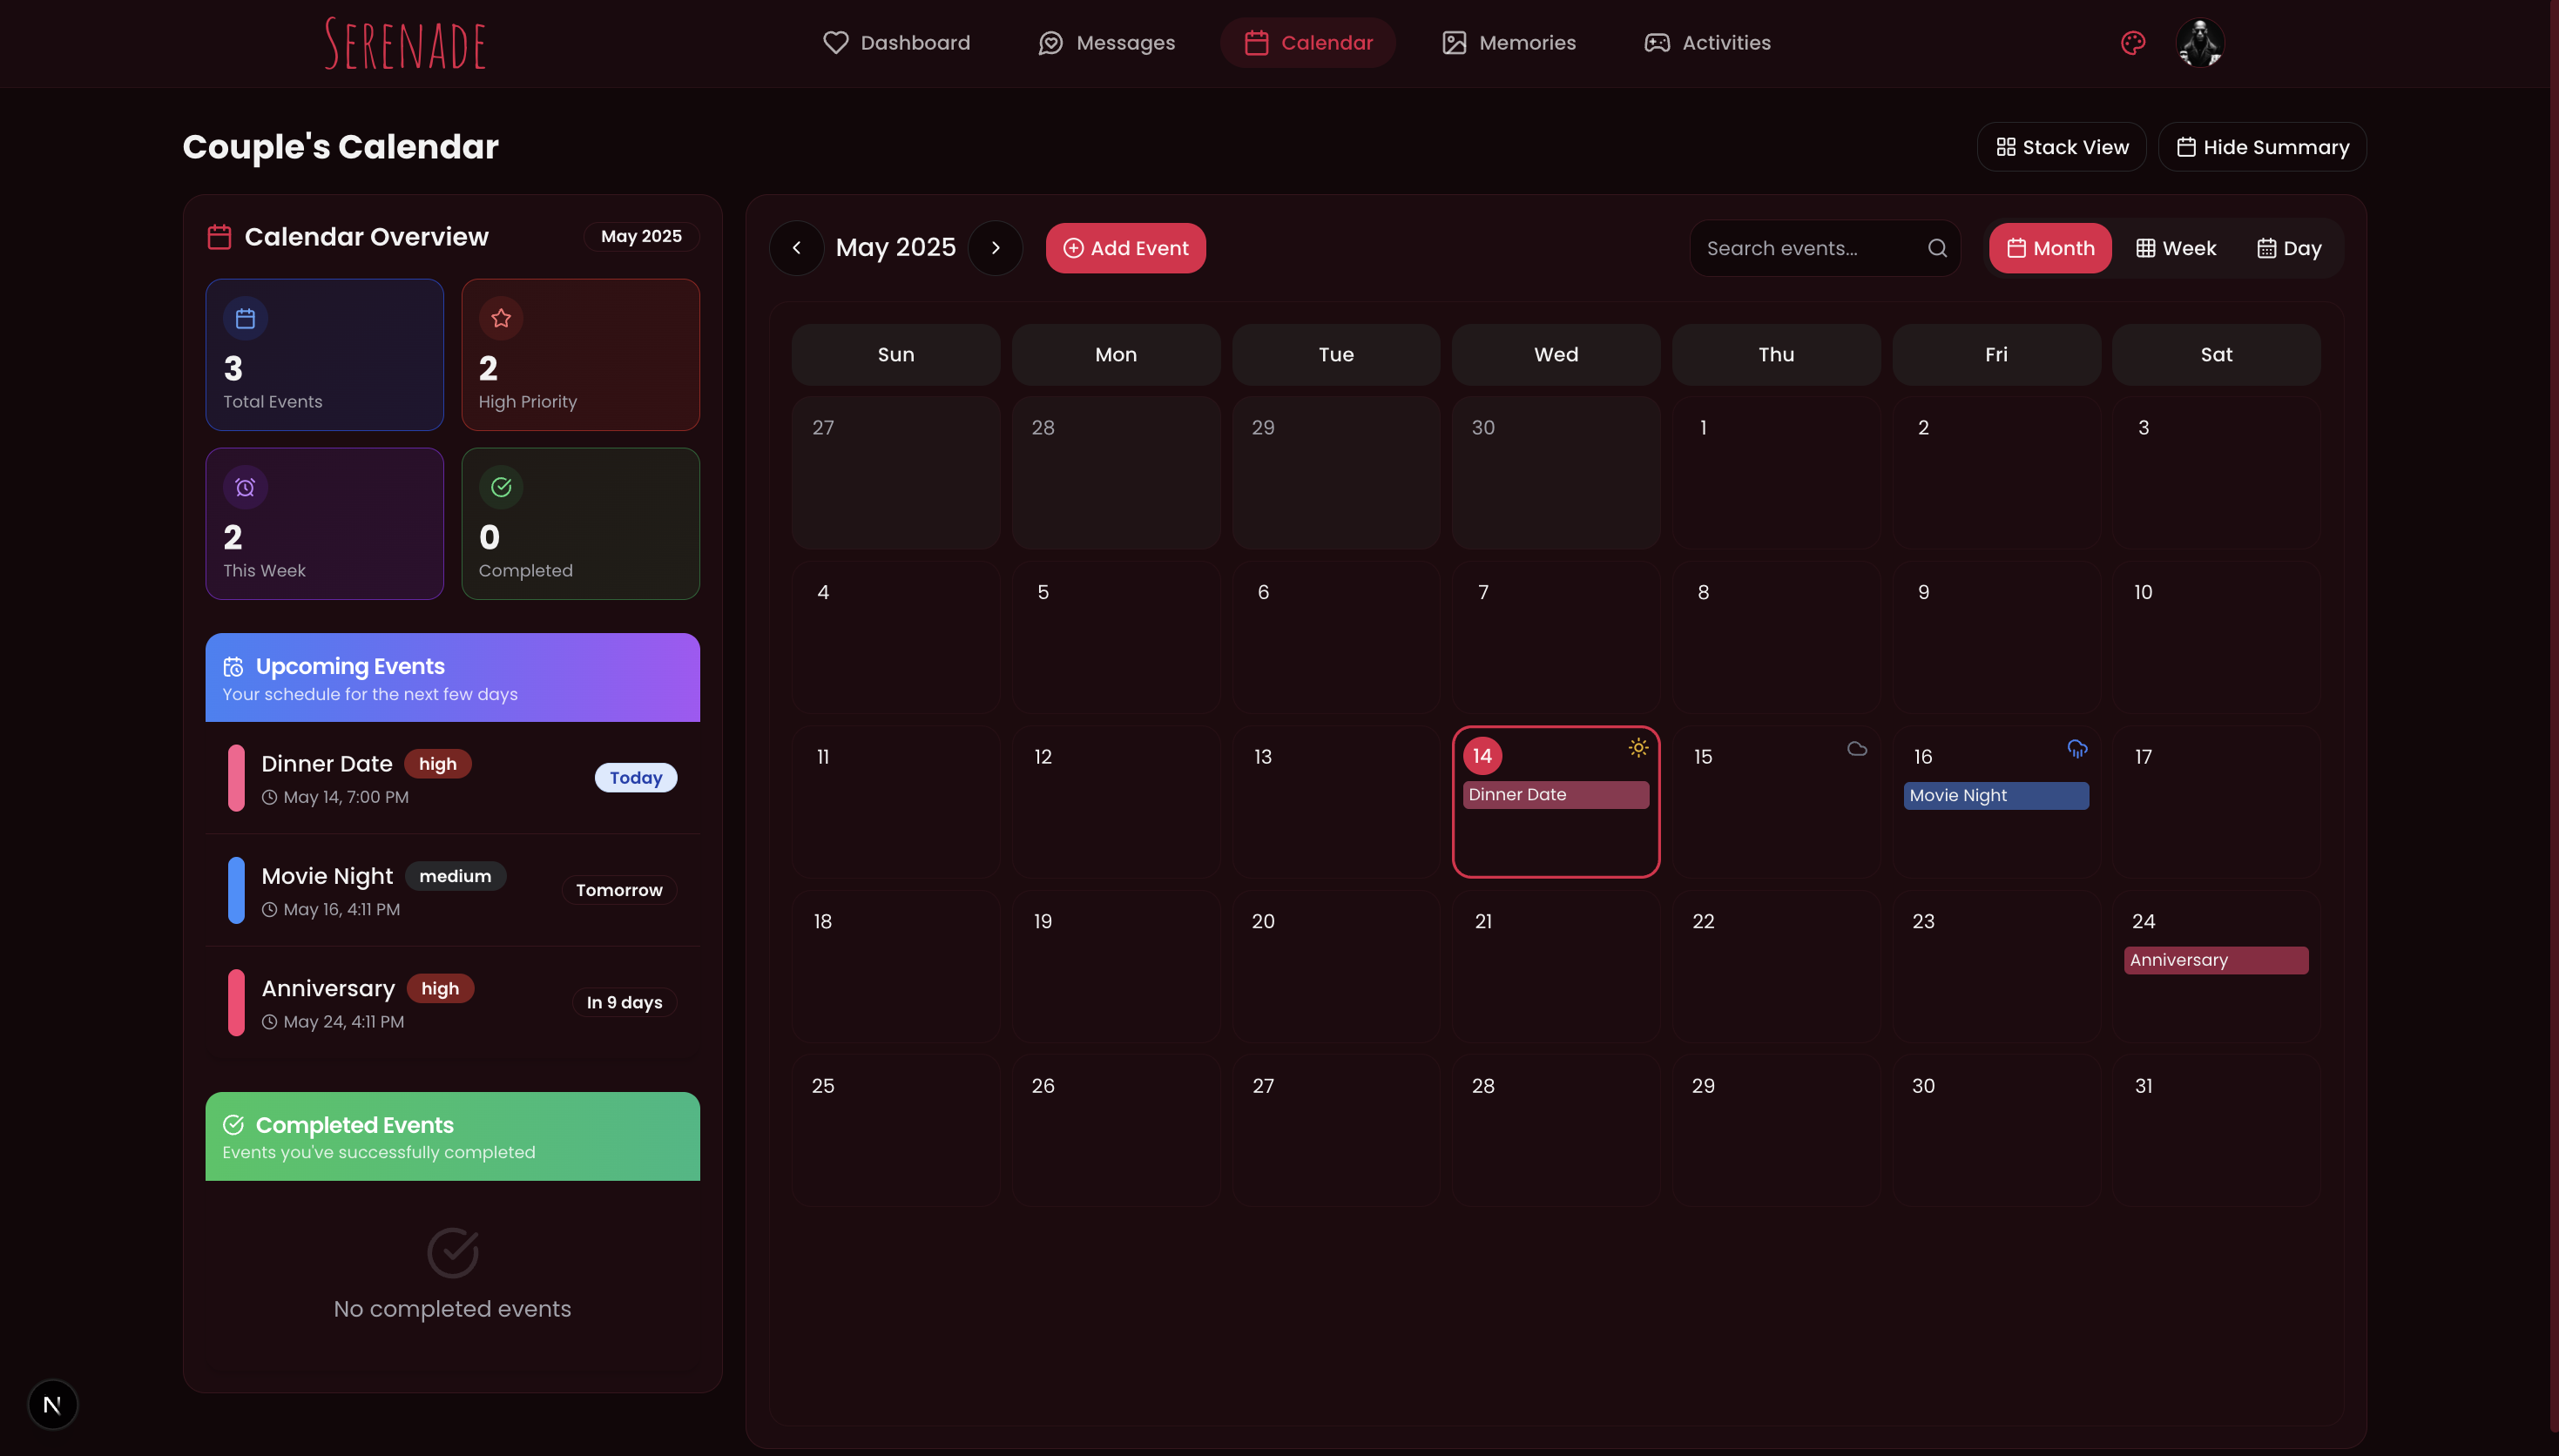 SERENADE
Dashboard
Messages
Calendar
Memories
Activities
Couple's Calendar
Stack View
Hide Summary
Calendar Overview
May 2025
3
Total Events
2
High Priority
2
This Week
0
Completed
Upcoming Events
Your schedule for the next few days
Dinner Date high
May 14, 7:00 PM
Today
Movie Night medium
May 16, 4:11 PM
Tomorrow
Anniversary high
May 24, 4:11 PM
In 9 days
Completed Events
Events you've successfully completed
No completed events
N
May 2025
Add Event
Search events...
Month
Week
Day
Sun Mon Tue Wed Thu Fri Sat
27 28 29 30 1 2 3
4 5 6 7 8 9 10
11 12 13 14 15 16 17
Dinner Date
Movie Night
18 19 20 21 22 23 24
Anniversary
25 26 27 28 29 30 31